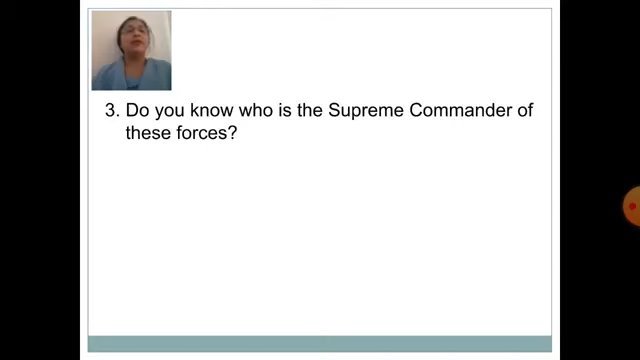 3. Do you know who is the Supreme Commander of
these forces?